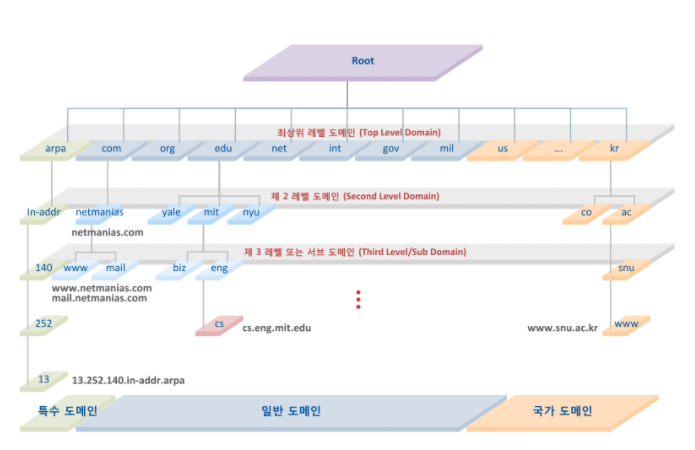 Root
최상위 레벨 도메인 (Top Level Domain)
arpa com org edu net int gov mil us ... kr
제 2 레벨 도메인 (Second Level Domain)
In-addr netmanias yale mit nyu co ac
netmanias.com
제 3 레벨 또는 서브 도메인 (Third Level/Sub Domain)
140 www mail biz eng snu
www.netmanias.com
mail.netmanias.com
252 cs cs.eng.mit.edu www.snu.ac.kr www
13 13.252.140.in-addr.arpa
특수 도메인 일반 도메인 국가 도메인